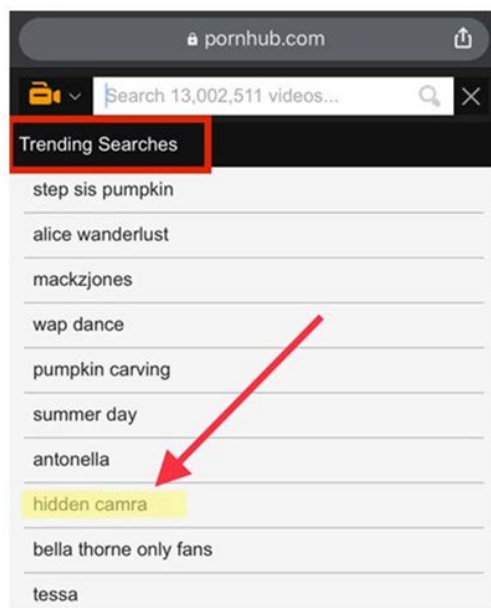 pornhub.com
Search 13,002,511 videos...
Trending Searches
step sis pumpkin
alice wanderlust
mackzjones
wap dance
pumpkin carving
summer day
antonella
hidden camra
bella thorne only fans
tessa